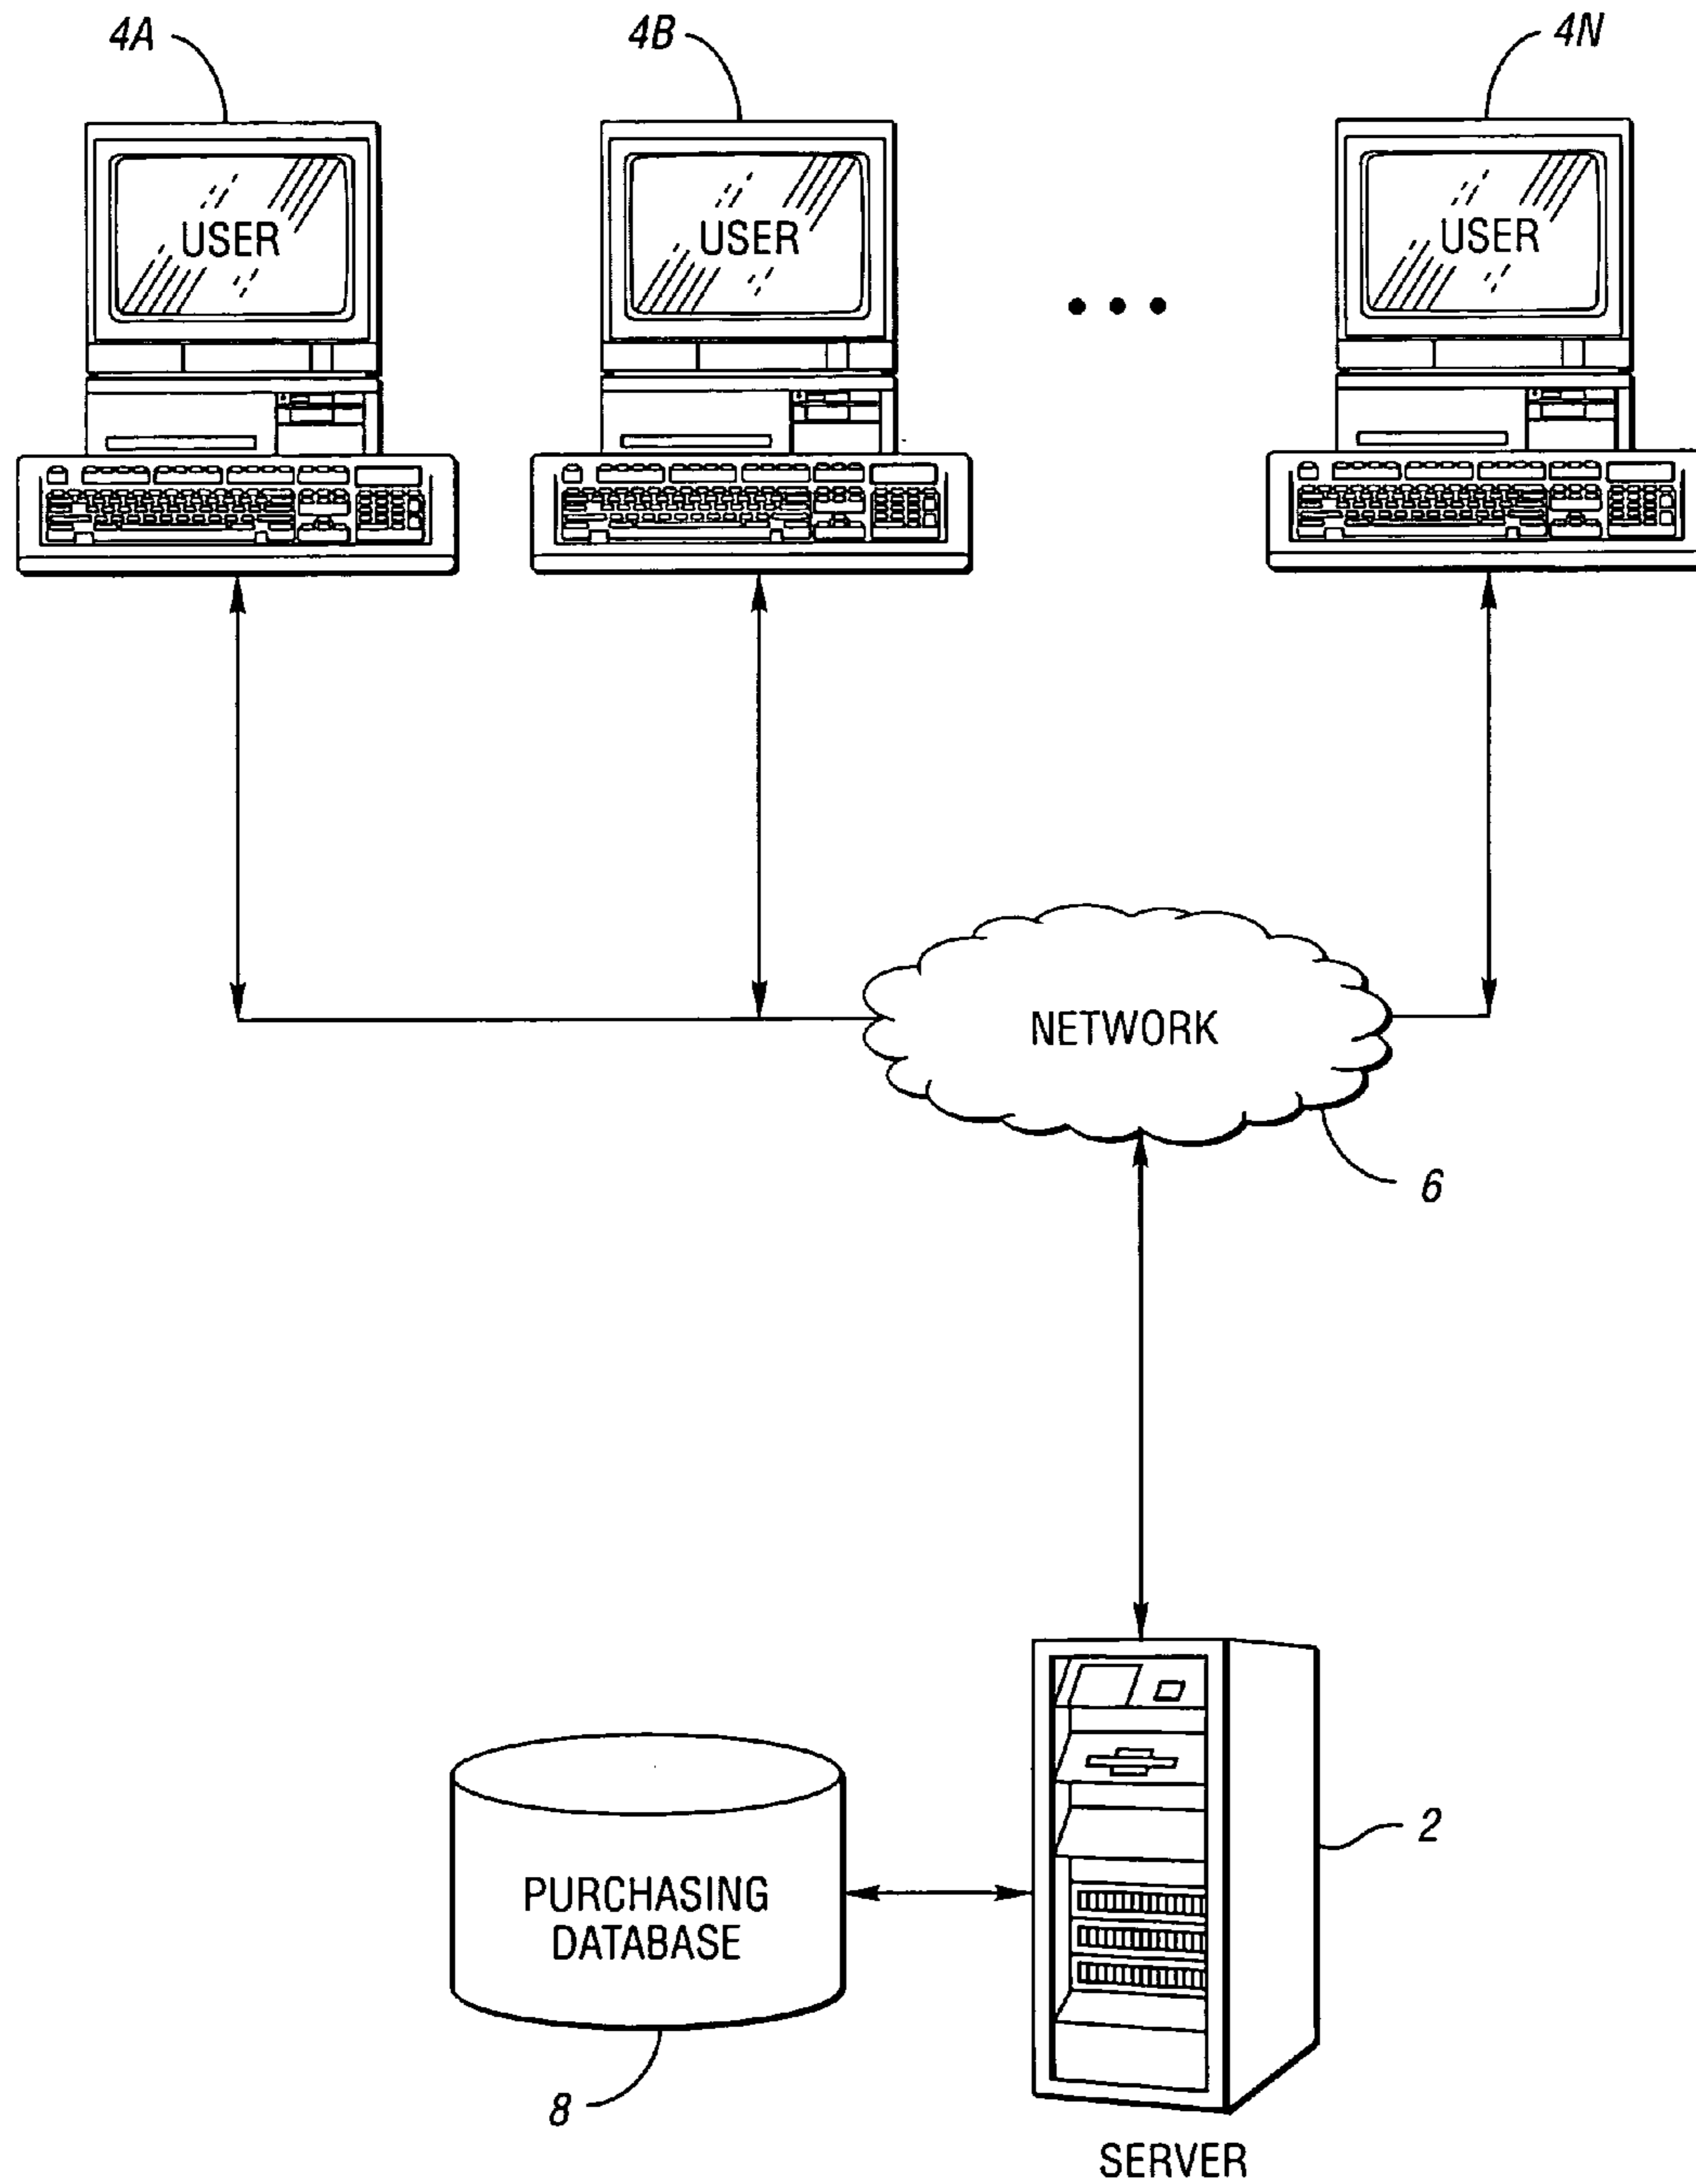 4A
4B
4N
USER
USER
USER
NETWORK
6
2
PURCHASING
DATABASE
8
SERVER